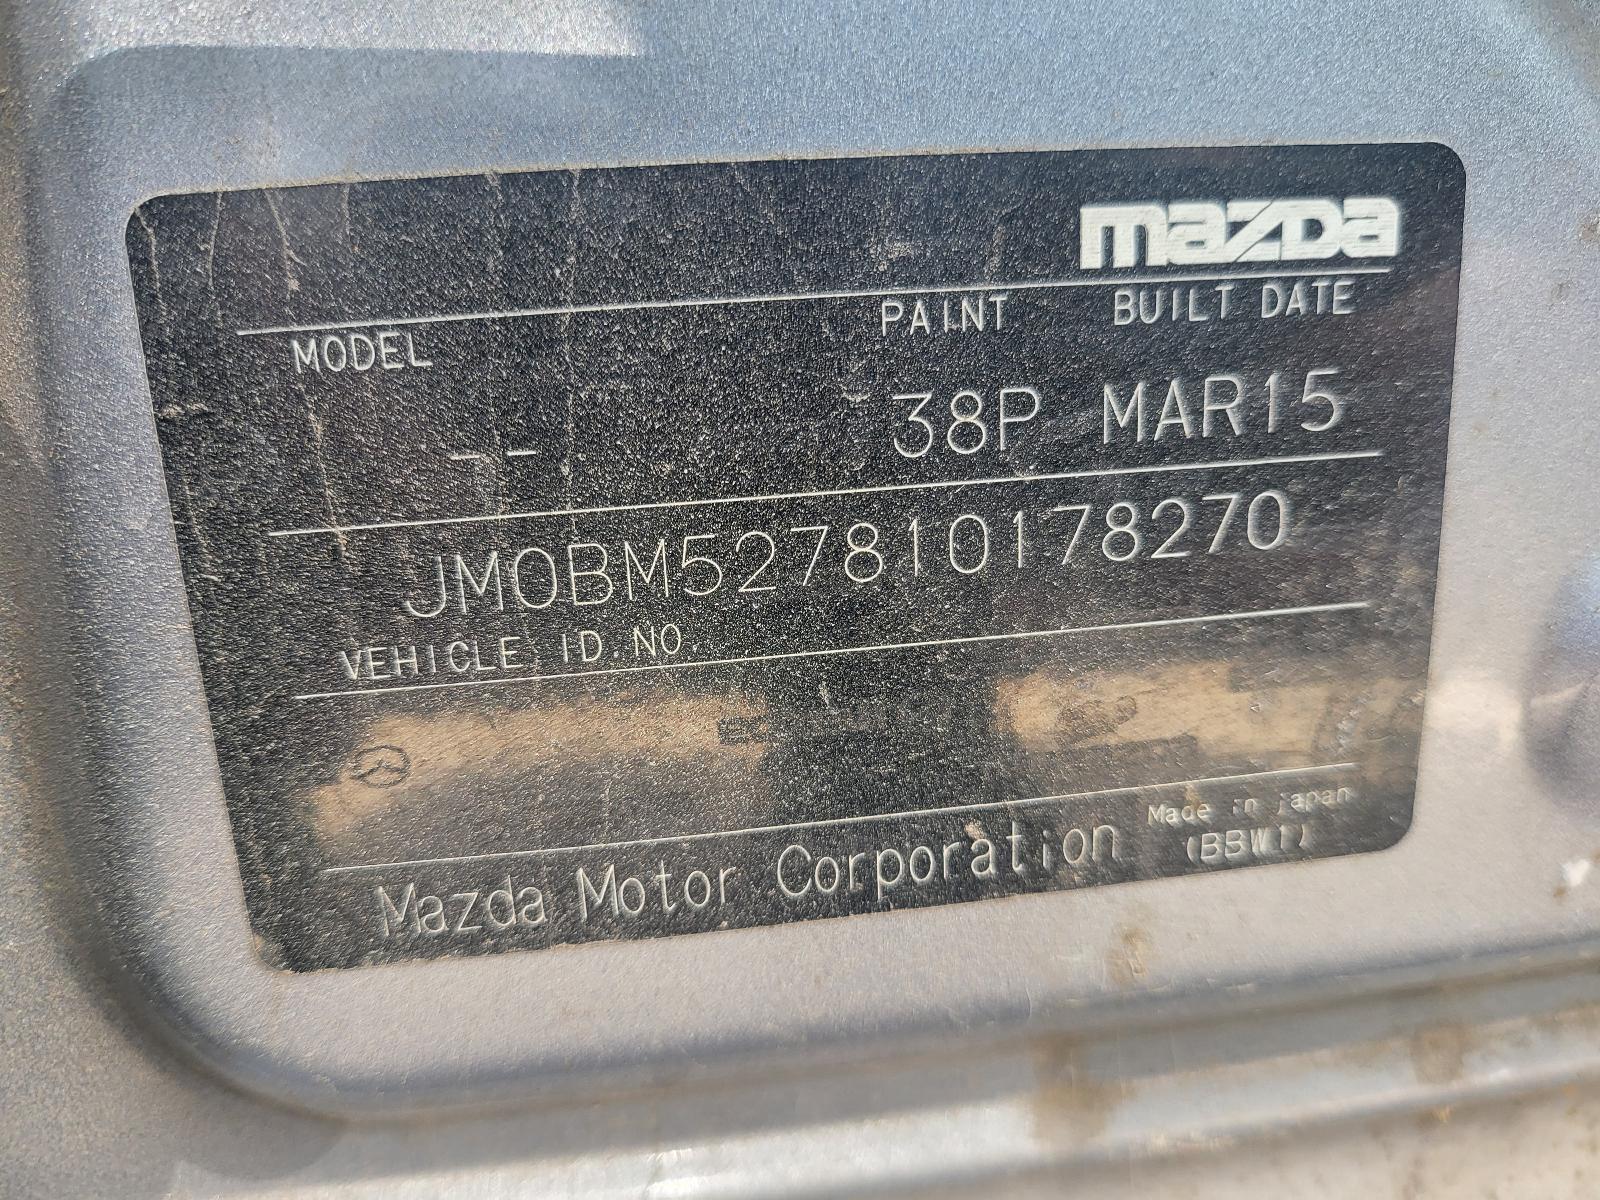 mazda
MODEL PAINT BUILT DATE
-- 38P MAR15
JM0BM527810178270
VEHICLE ID.NO.
Mazda Motor Corporation Made in japan
(BBW1)